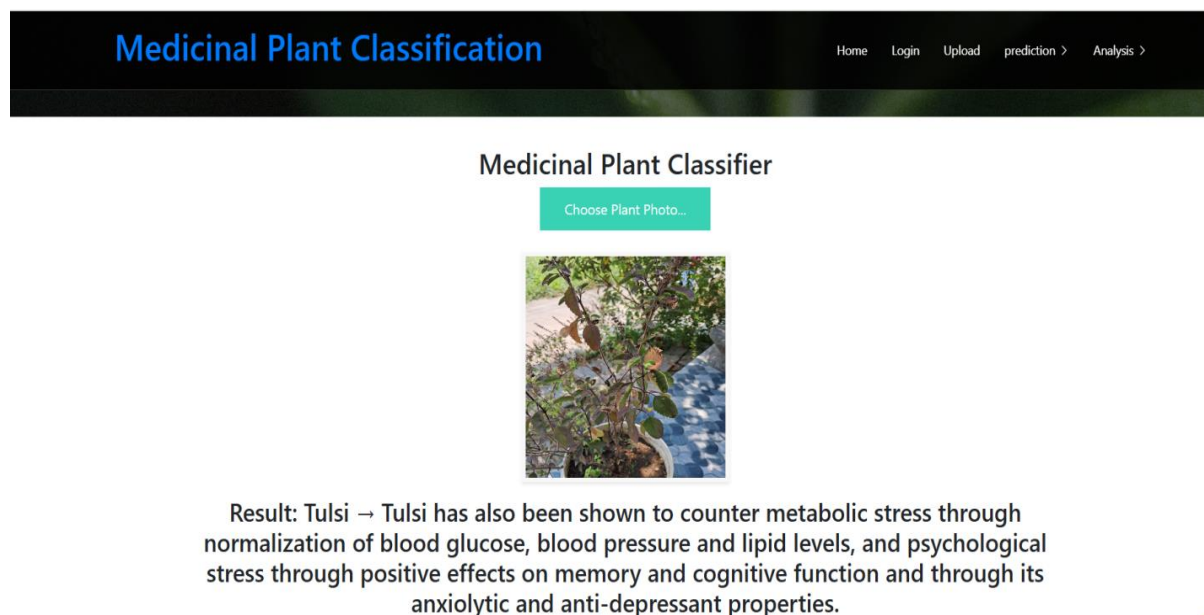 Medicinal Plant Classification
Home Login Upload prediction > Analysis >
Medicinal Plant Classifier
Choose Plant Photo...
Result: Tulsi → Tulsi has also been shown to counter metabolic stress through
normalization of blood glucose, blood pressure and lipid levels, and psychological
stress through positive effects on memory and cognitive function and through its
anxiolytic and anti-depressant properties.